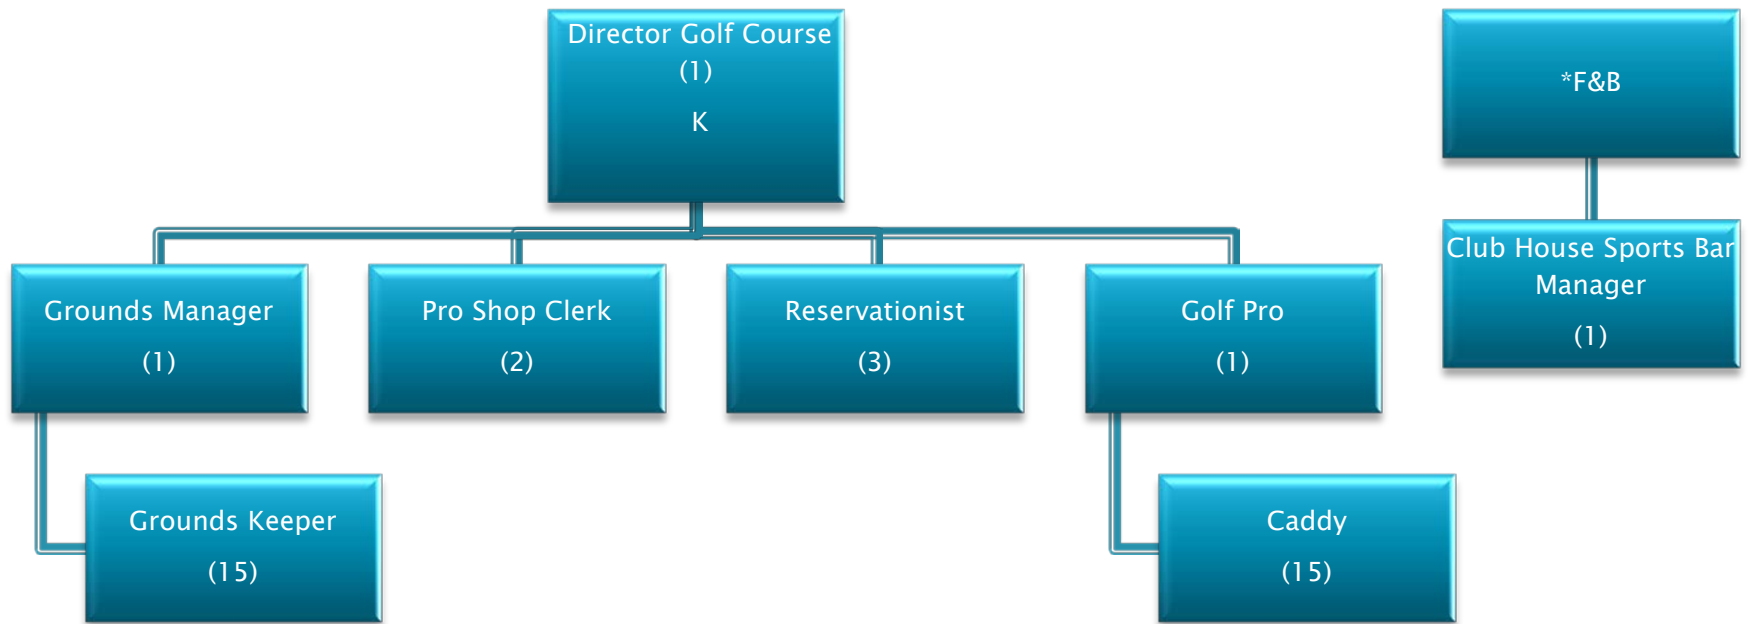 Director Golf Course
(1)
K
*F&B
Club House Sports Bar
Manager
(1)
Grounds Manager
(1)
Pro Shop Clerk
(2)
Reservationist
(3)
Golf Pro
(1)
Grounds Keeper
(15)
Caddy
(15)